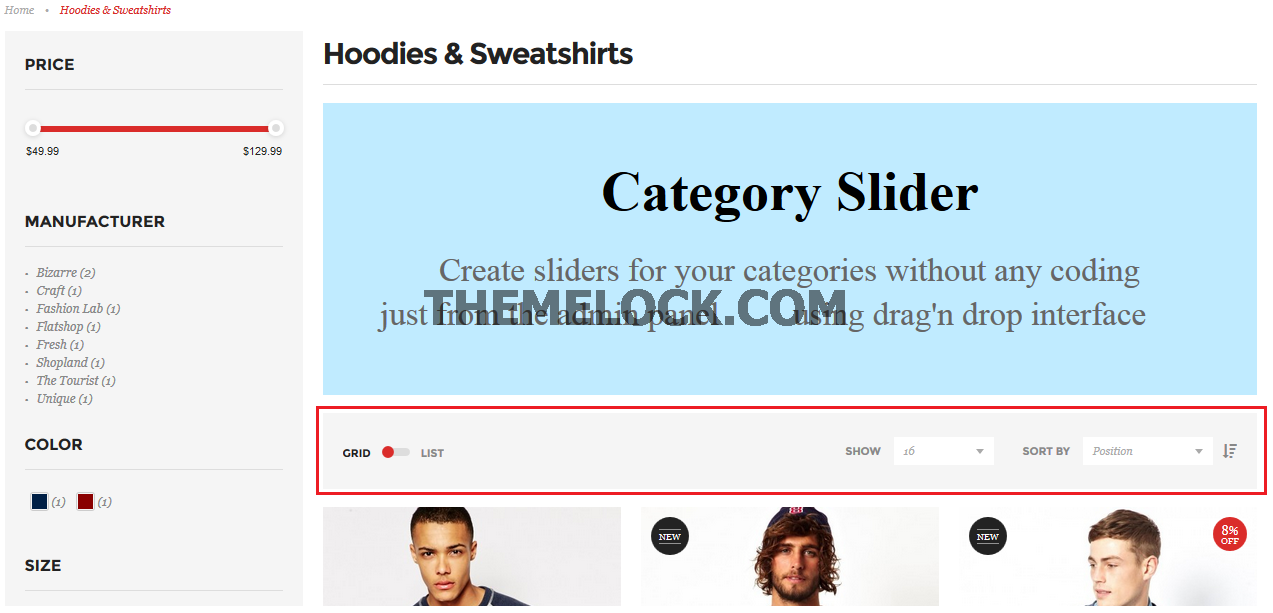 Home • Hoodies & Sweatshirts
PRICE
$49.99 $129.99
MANUFACTURER
Bizarre (2)
Craft (1)
Fashion Lab (1)
Flatshop (1)
Fresh (1)
Shopland (1)
The Tourist (1)
Unique (1)
COLOR
(1) (1)
SIZE
Hoodies & Sweatshirts
Category Slider
Create sliders for your categories without any coding
just from the admin panel using drag'n drop interface
THEMELOCK.COM
GRID LIST SHOW 16 SORT BY Position
NEW
NEW
8%
OFF